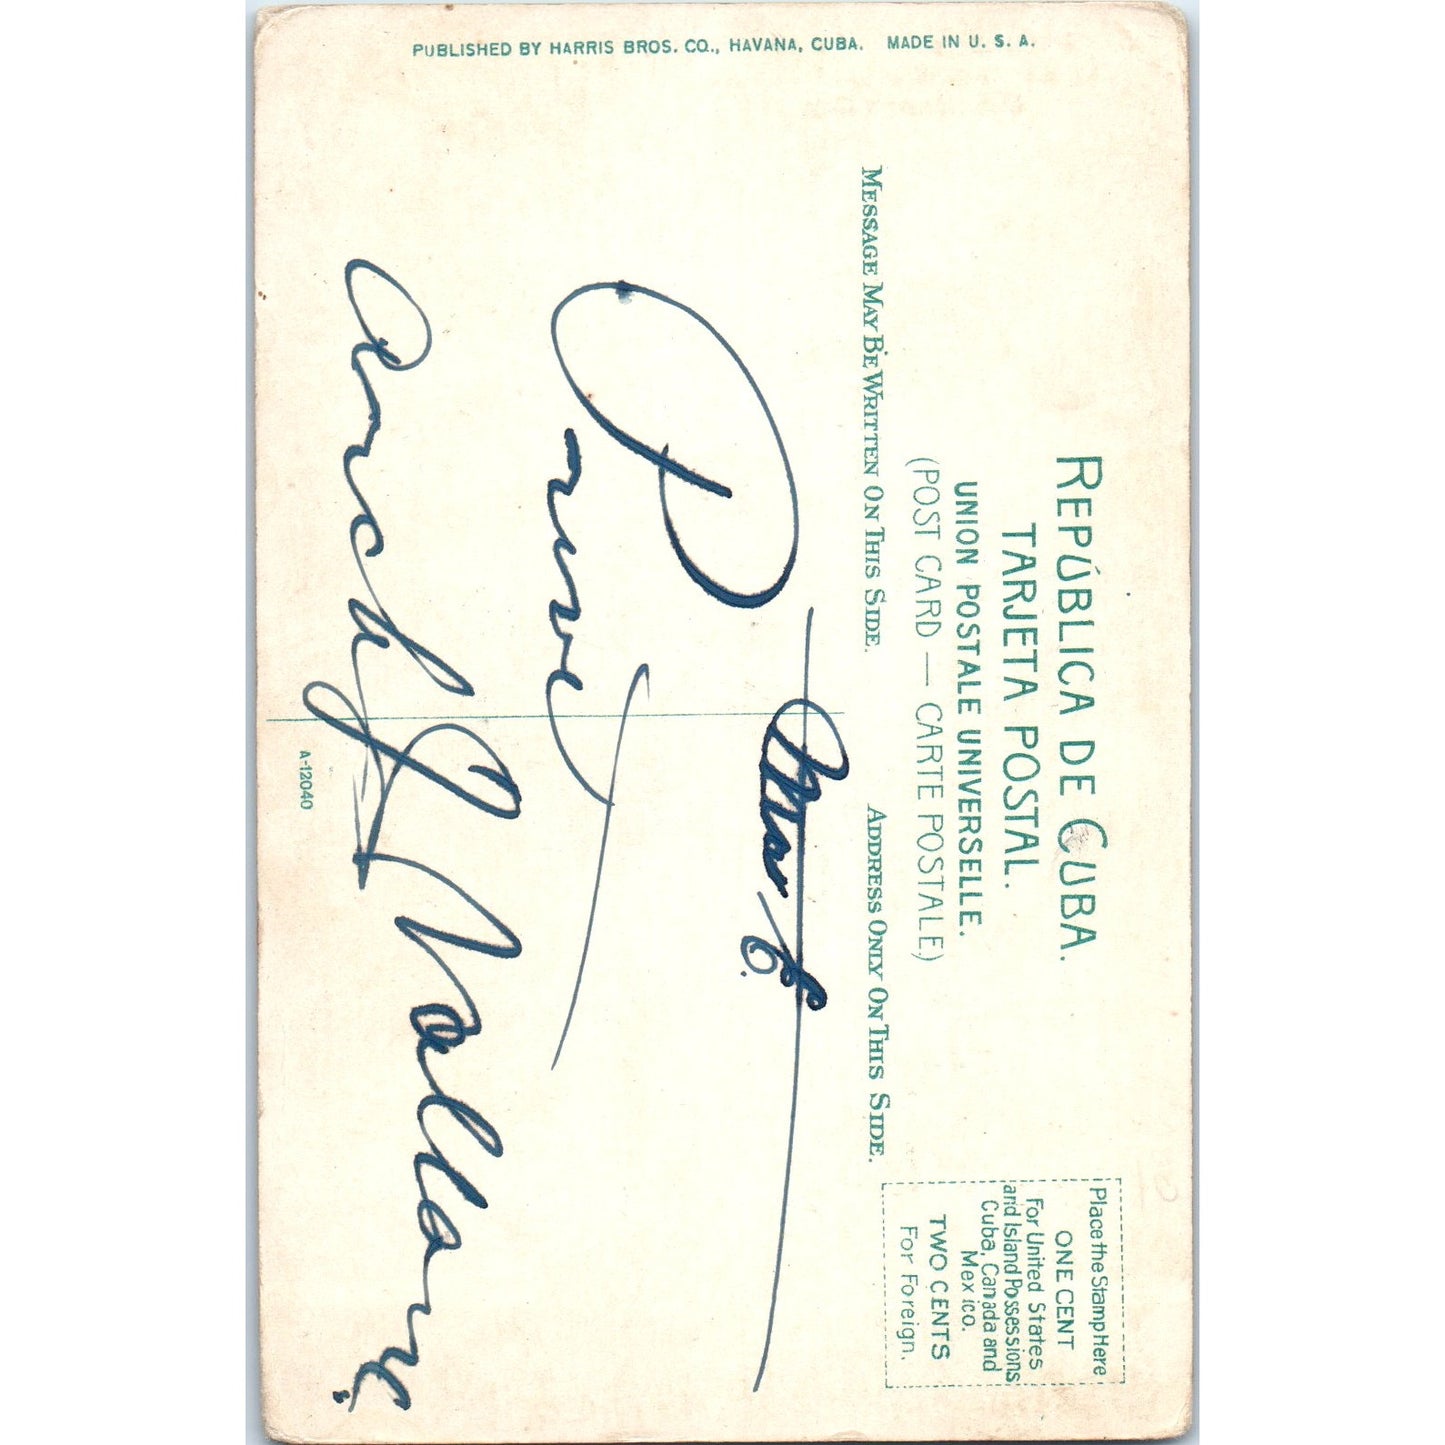 PUBLISHED BY HARRIS BROS. CO., HAVANA, CUBA. MADE IN U. S. A.
REPÚBLICA DE CUBA.
TARJETA POSTAL.
UNION POSTALE UNIVERSELLE.
(POST CARD — CARTE POSTALE)
MESSAGE MAY BE WRITTEN ON THIS SIDE.
ADDRESS ONLY ON THIS SIDE.
Place the Stamp Here
ONE CENT
For United States
and Island Possessions
Cuba, Canada and
Mexico.
TWO CENTS
For Foreign.
A-12040